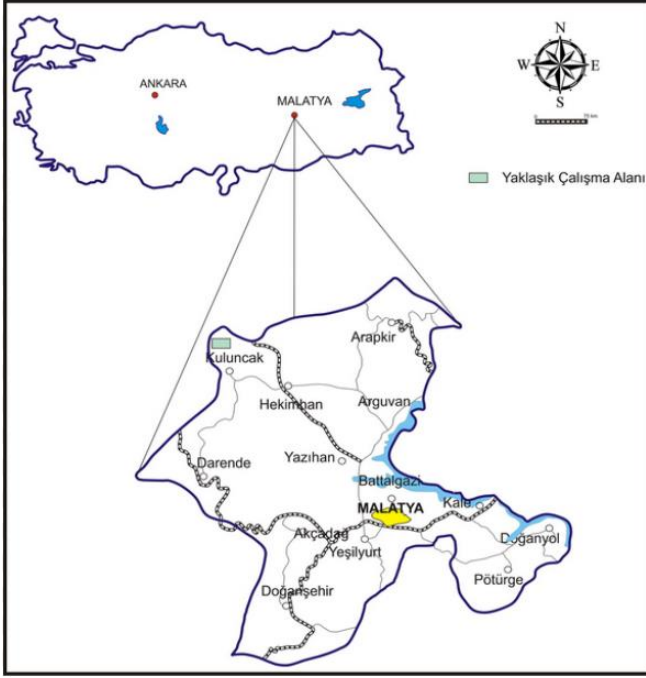 N
W E
S
ANKARA
MALATYA
Yaklaşık Çalışma Alanı
Arapkir
Kuluncak
Hekimhan
Arguvan
Yazıhan
Darende
Battalgazi
MALATYA
Kale
Akçadağ
Yeşilyurt
Doğanyol
Pötürge
Doğanşehir